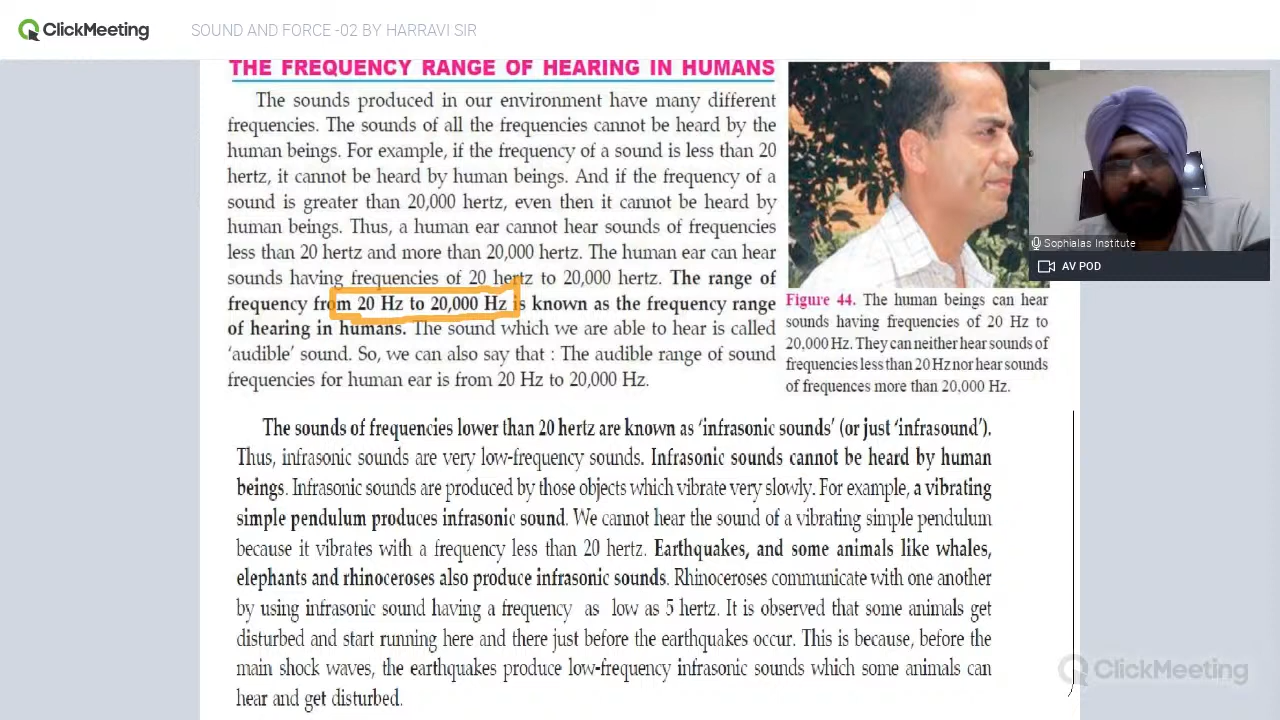 ClickMeeting
SOUND AND FORCE -02 BY HARRAVI SIR
THE FREQUENCY RANGE OF HEARING IN HUMANS
The sounds produced in our environment have many different
frequencies. The sounds of all the frequencies cannot be heard by the
human beings. For example, if the frequency of a sound is less than 20
hertz, it cannot be heard by human beings. And if the frequency of a
sound is greater than 20,000 hertz, even then it cannot be heard by
human beings. Thus, a human ear cannot hear sounds of frequencies
less than 20 hertz and more than 20,000 hertz. The human ear can hear
sounds having frequencies of 20 hertz to 20,000 hertz. The range of
frequency from 20 Hz to 20,000 Hz is known as the frequency range
of hearing in humans. The sound which we are able to hear is called
‘audible’ sound. So, we can also say that : The audible range of sound
frequencies for human ear is from 20 Hz to 20,000 Hz.
Sophialas Institute
AV POD
Figure 44. The human beings can hear
sounds having frequencies of 20 Hz to
20,000 Hz. They can neither hear sounds of
frequencies less than 20 Hz nor hear sounds
of frequences more than 20,000 Hz.
The sounds of frequencies lower than 20 hertz are known as ‘infrasonic sounds’ (or just ‘infrasound’).
Thus, infrasonic sounds are very low-frequency sounds. Infrasonic sounds cannot be heard by human
beings. Infrasonic sounds are produced by those objects which vibrate very slowly. For example, a vibrating
simple pendulum produces infrasonic sound. We cannot hear the sound of a vibrating simple pendulum
because it vibrates with a frequency less than 20 hertz. Earthquakes, and some animals like whales,
elephants and rhinoceroses also produce infrasonic sounds. Rhinoceroses communicate with one another
by using infrasonic sound having a frequency as low as 5 hertz. It is observed that some animals get
disturbed and start running here and there just before the earthquakes occur. This is because, before the
main shock waves, the earthquakes produce low-frequency infrasonic sounds which some animals can
hear and get disturbed.
ClickMeeting